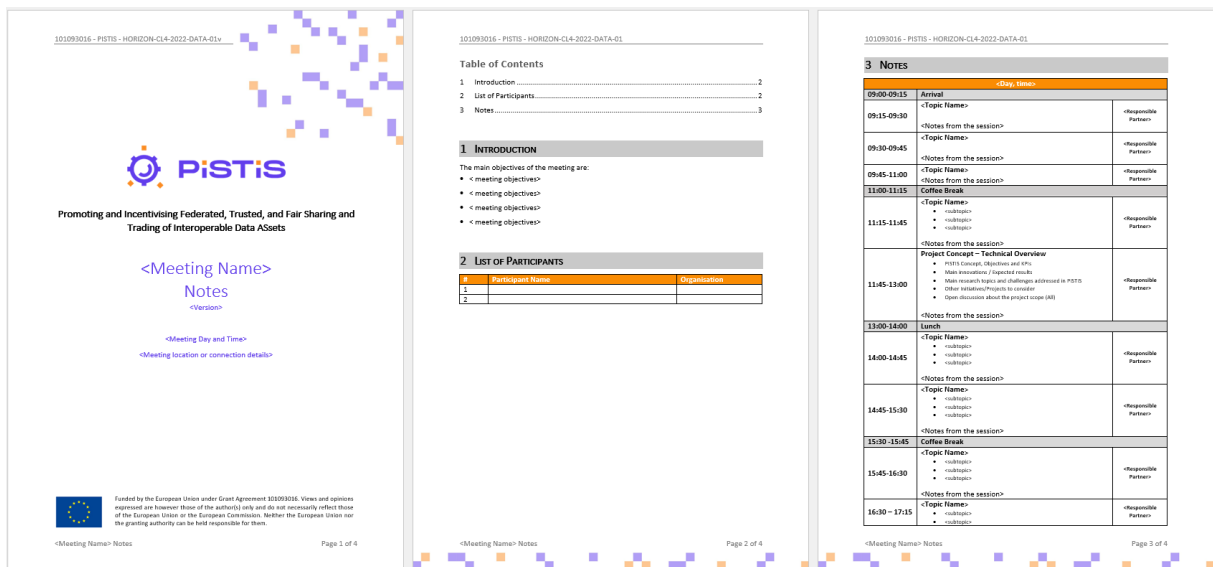 101093016 - PISTIS - HORIZON-CL4-2022-DATA-01v
PiSTiS
Promoting and Incentivising Federated, Trusted, and Fair Sharing and
Trading of Interoperable Data ASsets
<Meeting Name>
Notes
<Version>
<Meeting Day and Time>
<Meeting location or connection details>
Funded by the European Union under Grant Agreement 101093016. Views and opinions
expressed are however those of the author(s) only and do not necessarily reflect those
of the European Union or the European Commission. Neither the European Union nor
the granting authority can be held responsible for them.
<Meeting Name> Notes Page 1 of 4
101093016 - PISTIS - HORIZON-CL4-2022-DATA-01
Table of Contents
1 Introduction 2
2 List of Participants 2
3 Notes 3
1 INTRODUCTION
The main objectives of the meeting are:
• < meeting objectives>
• < meeting objectives>
• < meeting objectives>
• < meeting objectives>
2 LIST OF PARTICIPANTS
# Participant Name Organisation
1
2
<Meeting Name> Notes Page 2 of 4
101093016 - PISTIS - HORIZON-CL4-2022-DATA-01
3 NOTES
<Day, time>
09:00-09:15 Arrival
09:15-09:30 <Topic Name>
<Notes from the session>
<Responsible
Partner>
09:30-09:45 <Topic Name>
<Notes from the session>
<Responsible
Partner>
09:45-11:00 <Topic Name>
<Notes from the session>
<Responsible
Partner>
11:00-11:15 Coffee Break
11:15-11:45 <Topic Name>
• <subtopic>
• <subtopic>
• <subtopic>
<Notes from the session>
<Responsible
Partner>
11:45-13:00 Project Concept – Technical Overview
• PISTIS Concept, Objectives and KPIs
• Main innovations / Expected results
• Main research topics and challenges addressed in PISTIS
• Other Initiatives/Projects to consider
• Open discussion about the project scope (All)
<Notes from the session>
<Responsible
Partner>
13:00-14:00 Lunch
14:00-14:45 <Topic Name>
• <subtopic>
• <subtopic>
• <subtopic>
<Notes from the session>
<Responsible
Partner>
14:45-15:30 <Topic Name>
• <subtopic>
• <subtopic>
• <subtopic>
<Notes from the session>
<Responsible
Partner>
15:30 -15:45 Coffee Break
15:45-16:30 <Topic Name>
• <subtopic>
• <subtopic>
• <subtopic>
<Notes from the session>
<Responsible
Partner>
16:30 – 17:15 <Topic Name>
• <subtopic>
• <subtopic>
<Responsible
Partner>
<Meeting Name> Notes Page 3 of 4